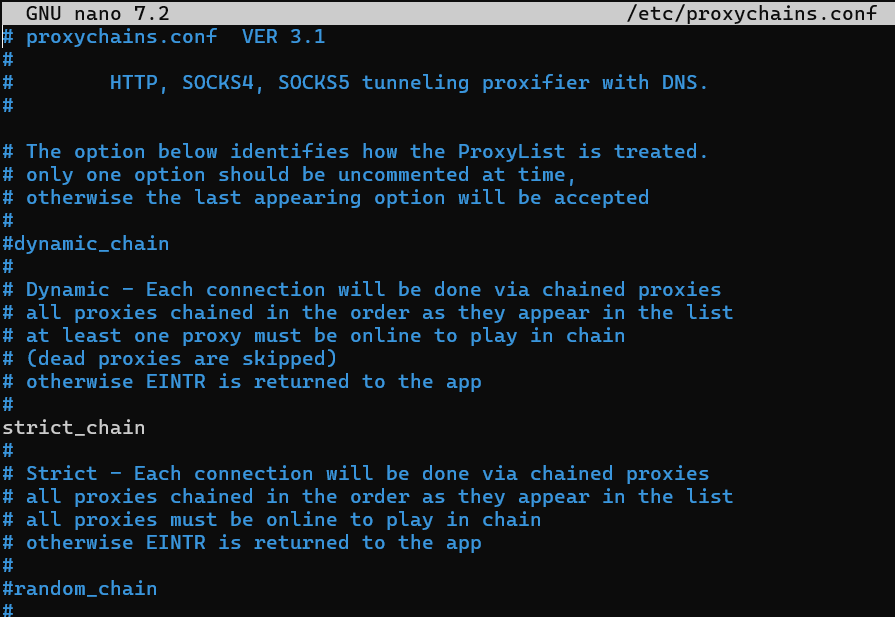 GNU nano 7.2 /etc/proxychains.conf
# proxychains.conf  VER 3.1
#
#        HTTP, SOCKS4, SOCKS5 tunneling proxifier with DNS.
#

# The option below identifies how the ProxyList is treated.
# only one option should be uncommented at time,
# otherwise the last appearing option will be accepted
#
#dynamic_chain
#
# Dynamic - Each connection will be done via chained proxies
# all proxies chained in the order as they appear in the list
# at least one proxy must be online to play in chain
# (dead proxies are skipped)
# otherwise EINTR is returned to the app
#
strict_chain
#
# Strict - Each connection will be done via chained proxies
# all proxies chained in the order as they appear in the list
# all proxies must be online to play in chain
# otherwise EINTR is returned to the app
#
#random_chain
#